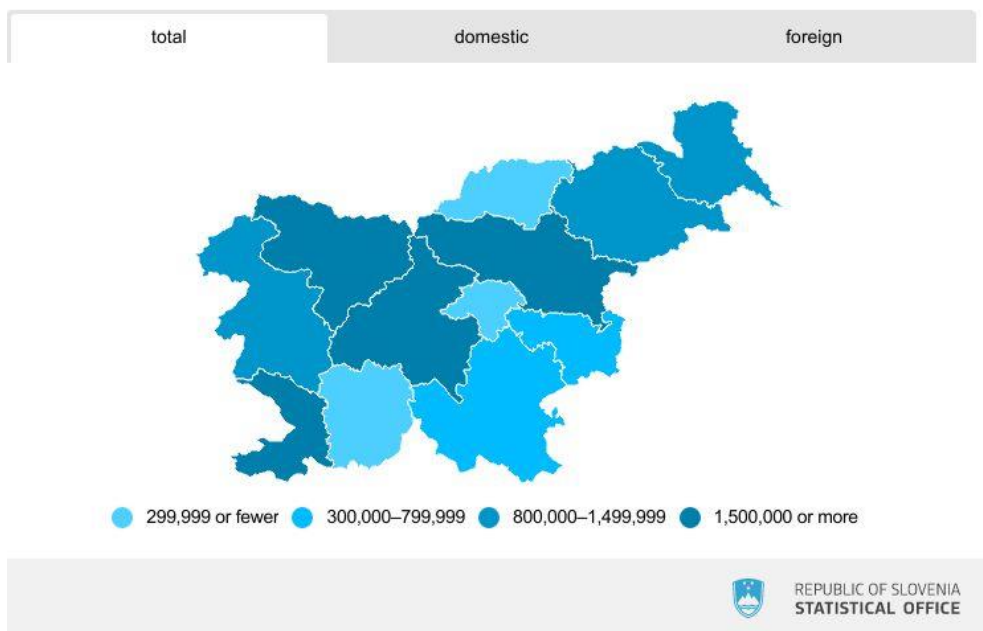 total domestic foreign
299,999 or fewer 300,000–799,999 800,000–1,499,999 1,500,000 or more
REPUBLIC OF SLOVENIA
STATISTICAL OFFICE